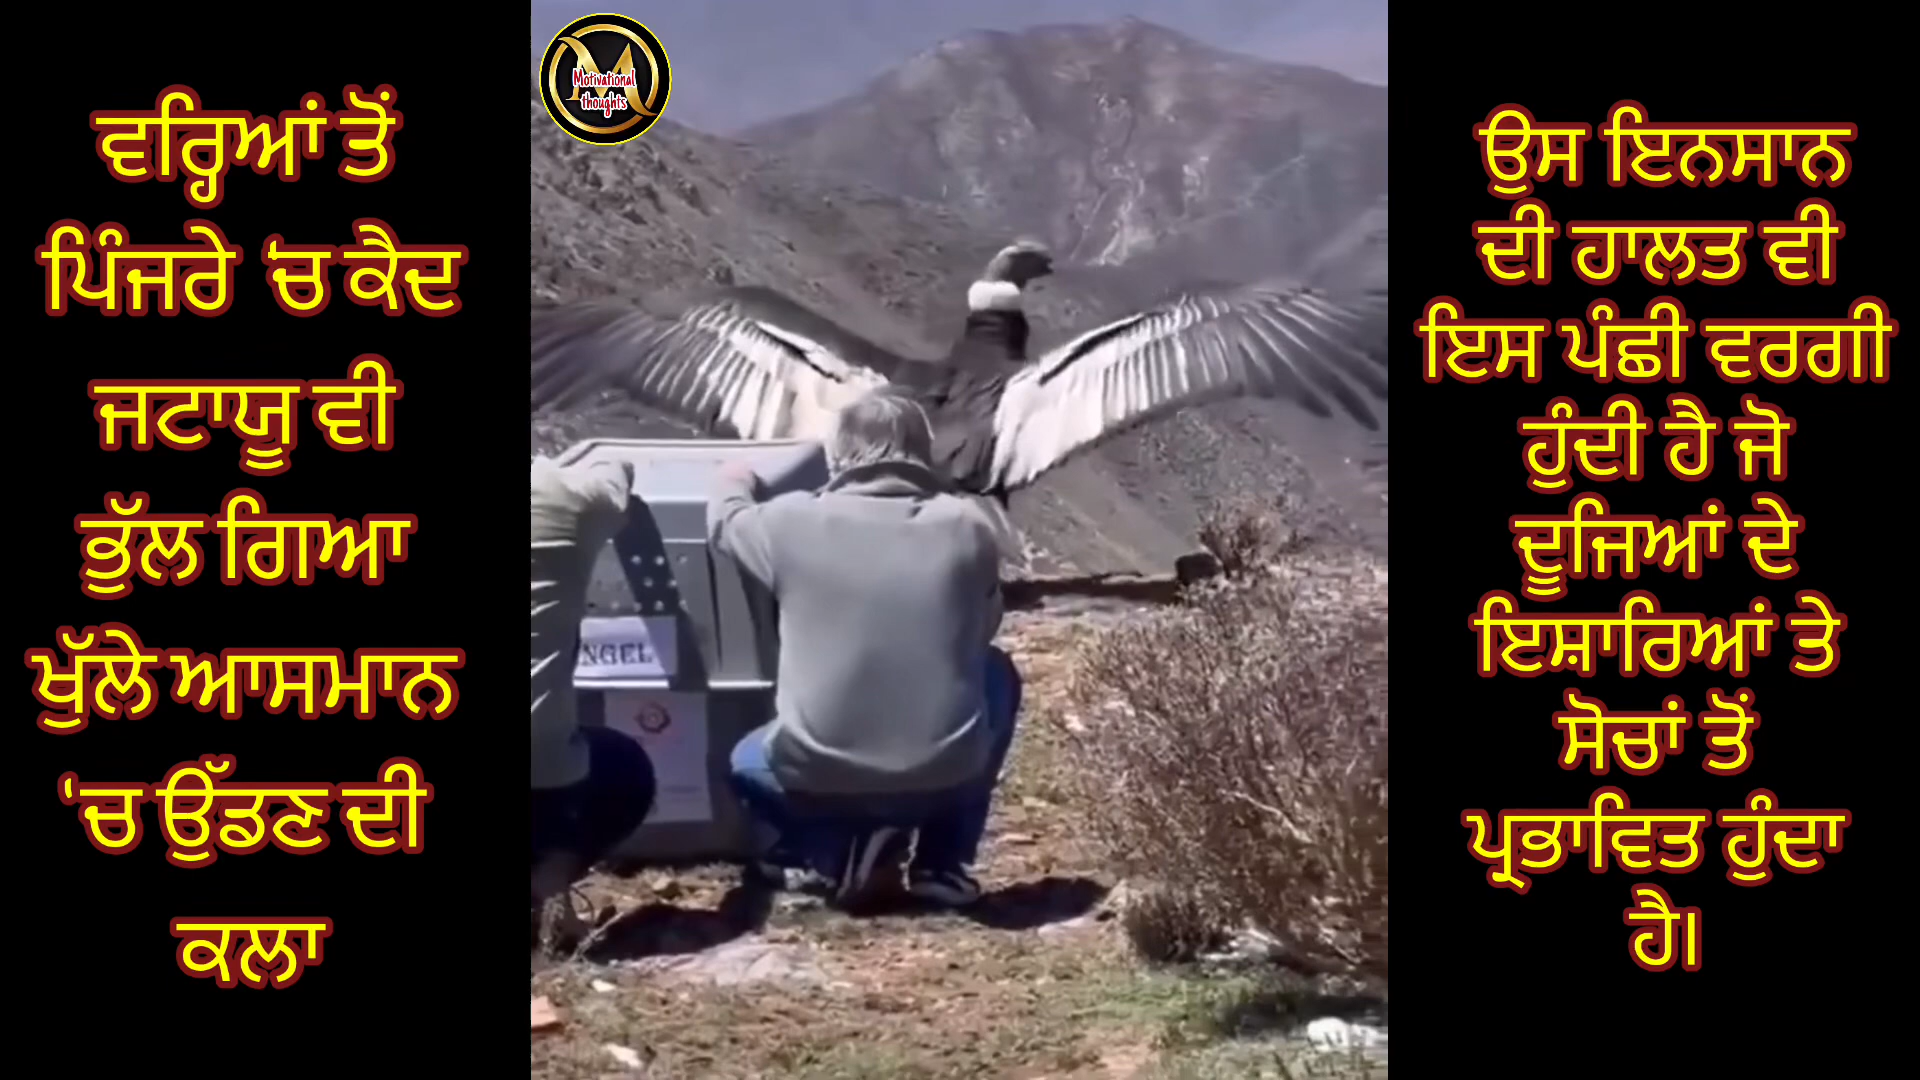 ਵਰ੍ਹਿਆਂ ਤੋਂ
ਪਿੰਜਰੇ 'ਚ ਕੈਦ
ਜਟਾਯੂ ਵੀ
ਭੁੱਲ ਗਿਆ
ਖੁੱਲੇ ਆਸਮਾਨ
'ਚ ਉੱਡਣ ਦੀ
ਕਲਾ
Motivational
thoughts
NGEL
ਉਸ ਇਨਸਾਨ
ਦੀ ਹਾਲਤ ਵੀ
ਇਸ ਪੰਛੀ ਵਰਗੀ
ਹੁੰਦੀ ਹੈ ਜੋ
ਦੂਜਿਆਂ ਦੇ
ਇਸ਼ਾਰਿਆਂ ਤੇ
ਸੋਚਾਂ ਤੋਂ
ਪ੍ਰਭਾਵਿਤ ਹੁੰਦਾ
ਹੈ।